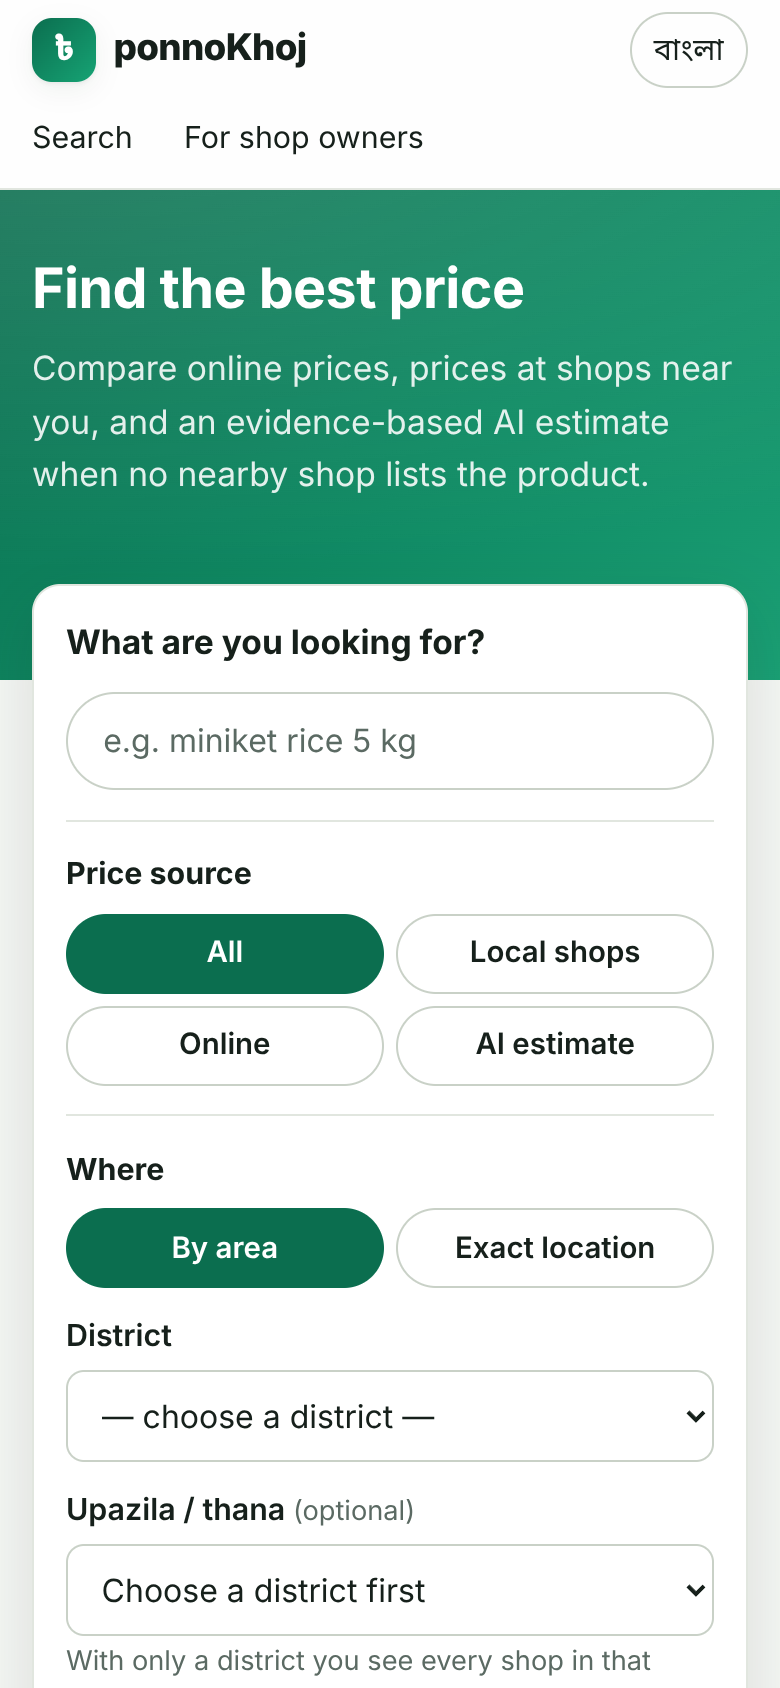 ৳ ponnoKhoj
বাংলা
Search For shop owners
Find the best price
Compare online prices, prices at shops near
you, and an evidence-based AI estimate
when no nearby shop lists the product.
What are you looking for?
e.g. miniket rice 5 kg
Price source
All Local shops
Online AI estimate
Where
By area Exact location
District
— choose a district —
Upazila / thana (optional)
Choose a district first
With only a district you see every shop in that